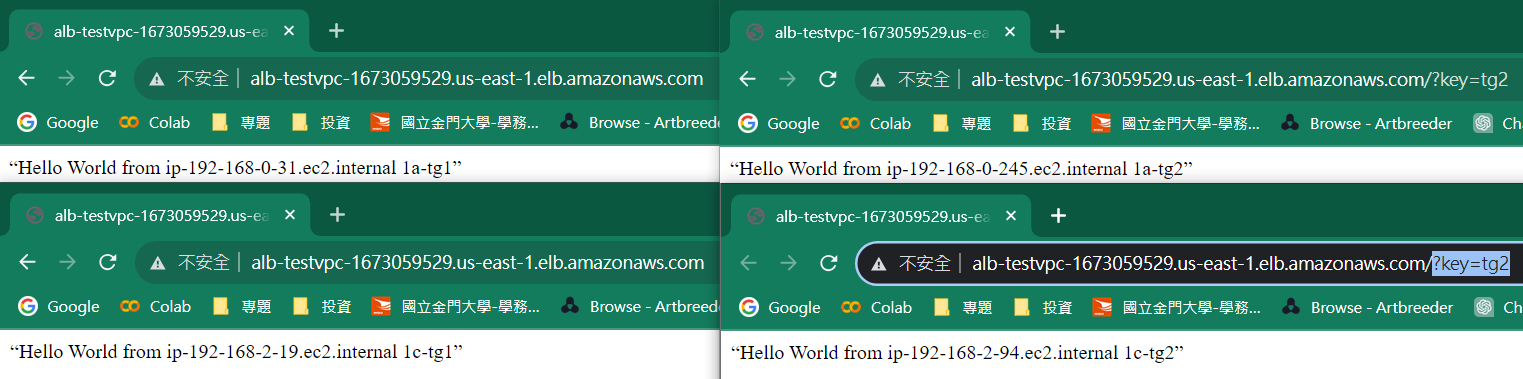 alb-testvpc-1673059529.us-ea
不安全 alb-testvpc-1673059529.us-east-1.elb.amazonaws.com
Google Colab 專題 投資 國立金門大學-學務... Browse - Artbreeder
“Hello World from ip-192-168-0-31.ec2.internal 1a-tg1”
alb-testvpc-1673059529.us-ea
不安全 alb-testvpc-1673059529.us-east-1.elb.amazonaws.com/?key=tg2
Google Colab 專題 投資 國立金門大學-學務... Browse - Artbreeder Cha
“Hello World from ip-192-168-0-245.ec2.internal 1a-tg2”
alb-testvpc-1673059529.us-ea
不安全 alb-testvpc-1673059529.us-east-1.elb.amazonaws.com
Google Colab 專題 投資 國立金門大學-學務... Browse - Artbreeder
“Hello World from ip-192-168-2-19.ec2.internal 1c-tg1”
alb-testvpc-1673059529.us-ea
不安全 alb-testvpc-1673059529.us-east-1.elb.amazonaws.com/?key=tg2
Google Colab 專題 投資 國立金門大學-學務... Browse - Artbreeder Ch
“Hello World from ip-192-168-2-94.ec2.internal 1c-tg2”